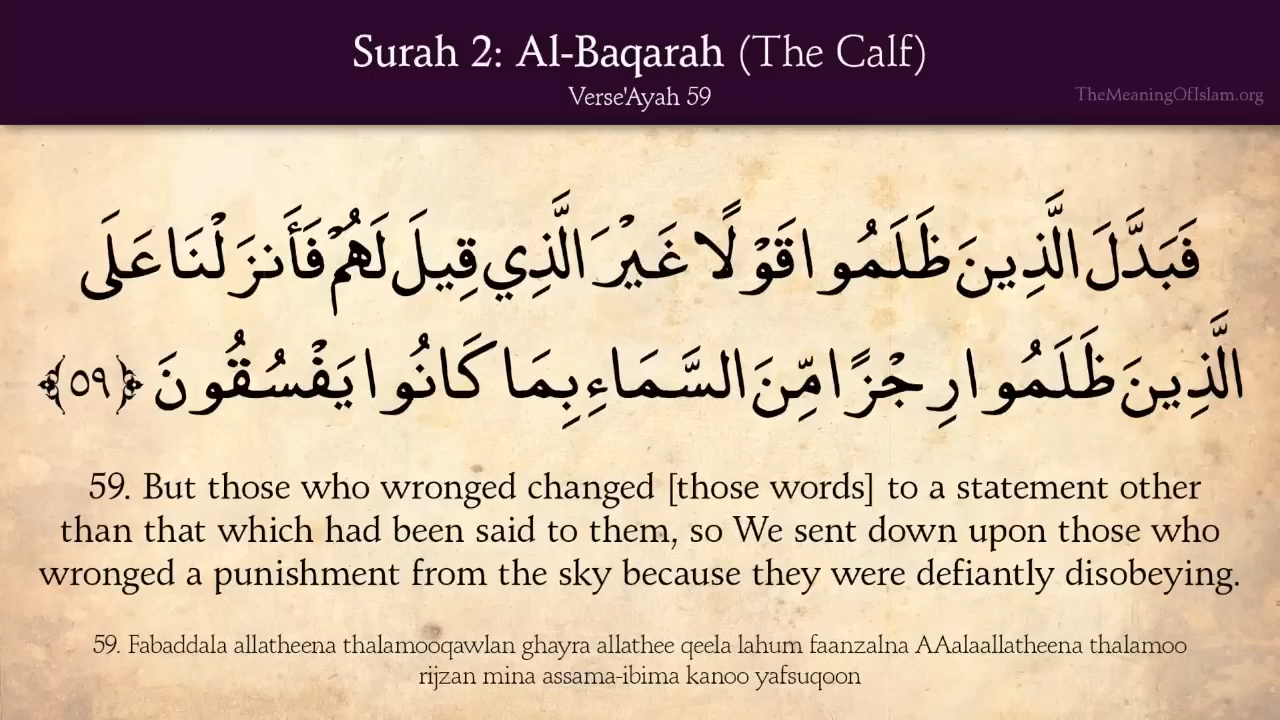 Surah 2: Al-Baqarah (The Calf)
Verse'Ayah 59
TheMeaningOfIslam.org
فَبَدَّلَ الَّذِينَ ظَلَمُوا قَوْلًا غَيْرَ الَّذِي قِيلَ لَهُمْ فَأَنزَلْنَا عَلَى
الَّذِينَ ظَلَمُوا رِجْزًا مِّنَ السَّمَاءِ بِمَا كَانُوا يَفْسُقُونَ ﴿٥٩﴾
59. But those who wronged changed [those words] to a statement other
than that which had been said to them, so We sent down upon those who
wronged a punishment from the sky because they were defiantly disobeying.
59. Fabaddala allatheena thalamooqawlan ghayra allathee qeela lahum faanzalna AAalaallatheena thalamoo
rijzan mina assama-ibima kanoo yafsuqoon